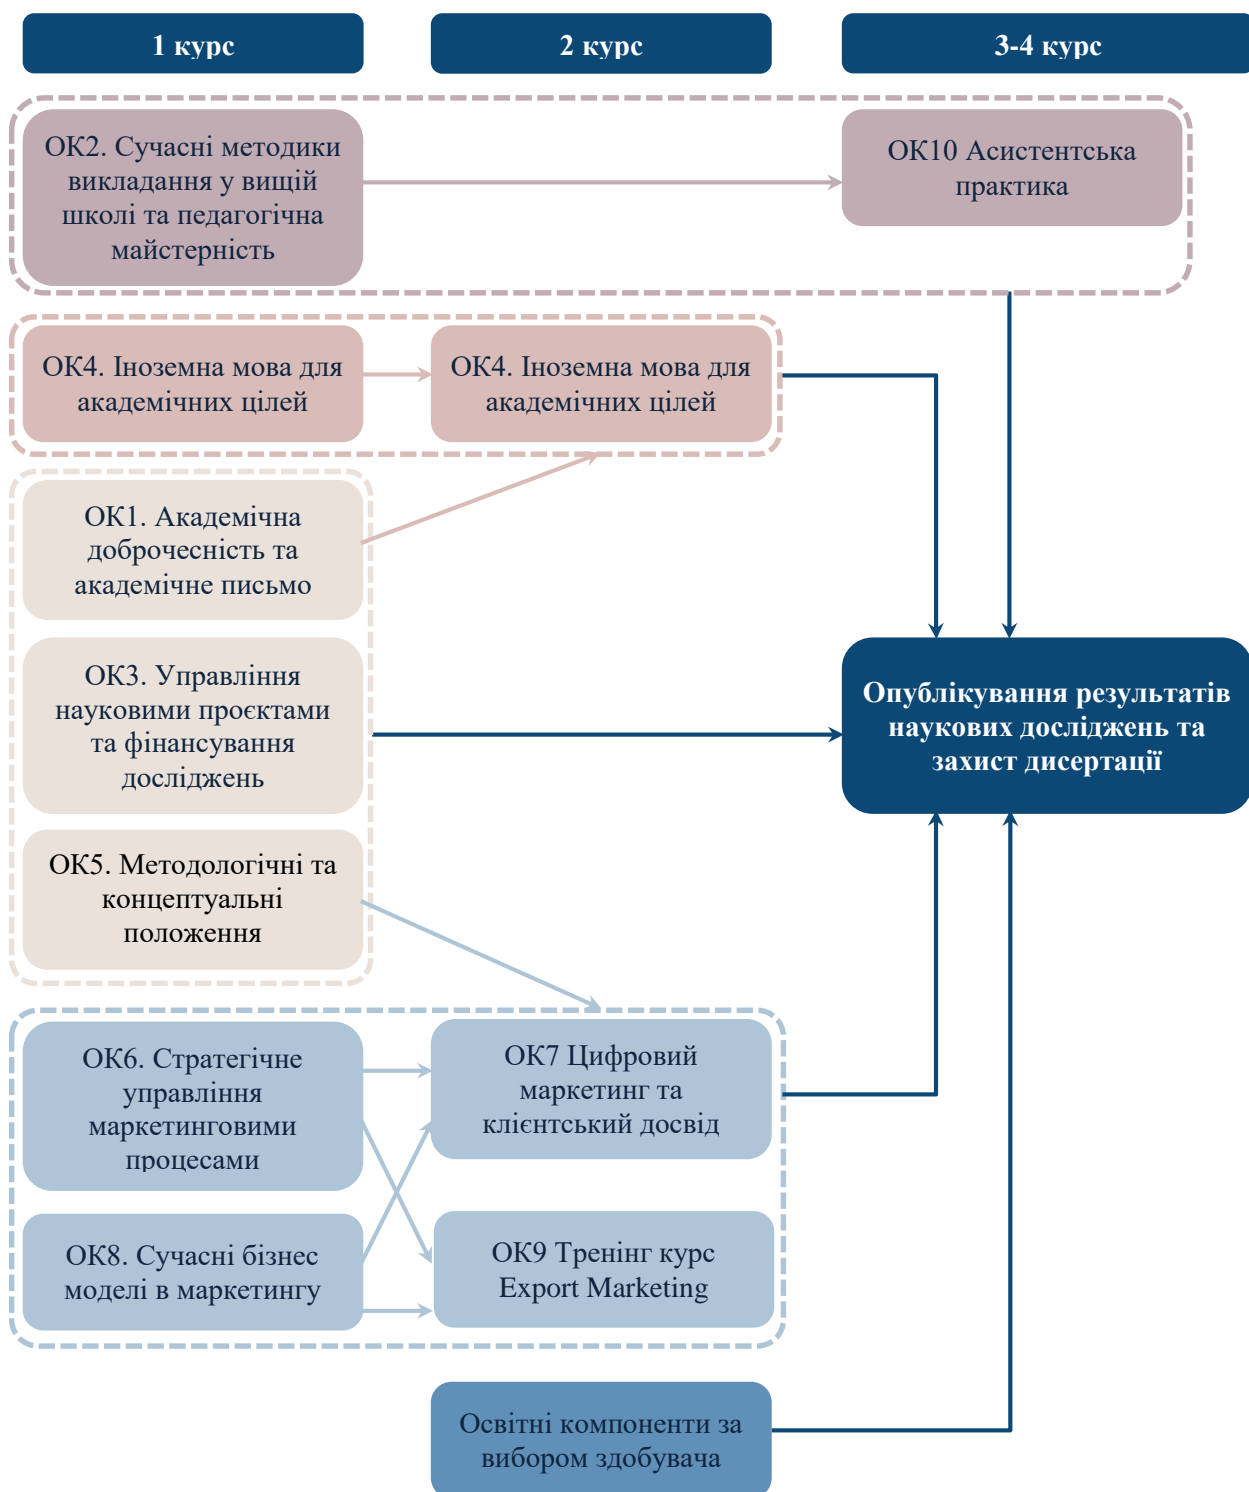 1 курс
2 курс
3-4 курс
ОК2. Сучасні методики
викладання у вищій
школі та педагогічна
майстерність
ОК10 Асистентська
практика
ОК4. Іноземна мова для
академічних цілей
ОК4. Іноземна мова для
академічних цілей
ОК1. Академічна
доброчесність та
академічне письмо
ОК3. Управління
науковими проєктами
та фінансування
досліджень
Опублікування результатів
наукових досліджень та
захист дисертації
ОК5. Методологічні та
концептуальні
положення
ОК6. Стратегічне
управління
маркетинговими
процесами
ОК7 Цифровий
маркетинг та
клієнтський досвід
ОК8. Сучасні бізнес
моделі в маркетингу
ОК9 Тренінг курс
Export Marketing
Освітні компоненти за
вибором здобувача